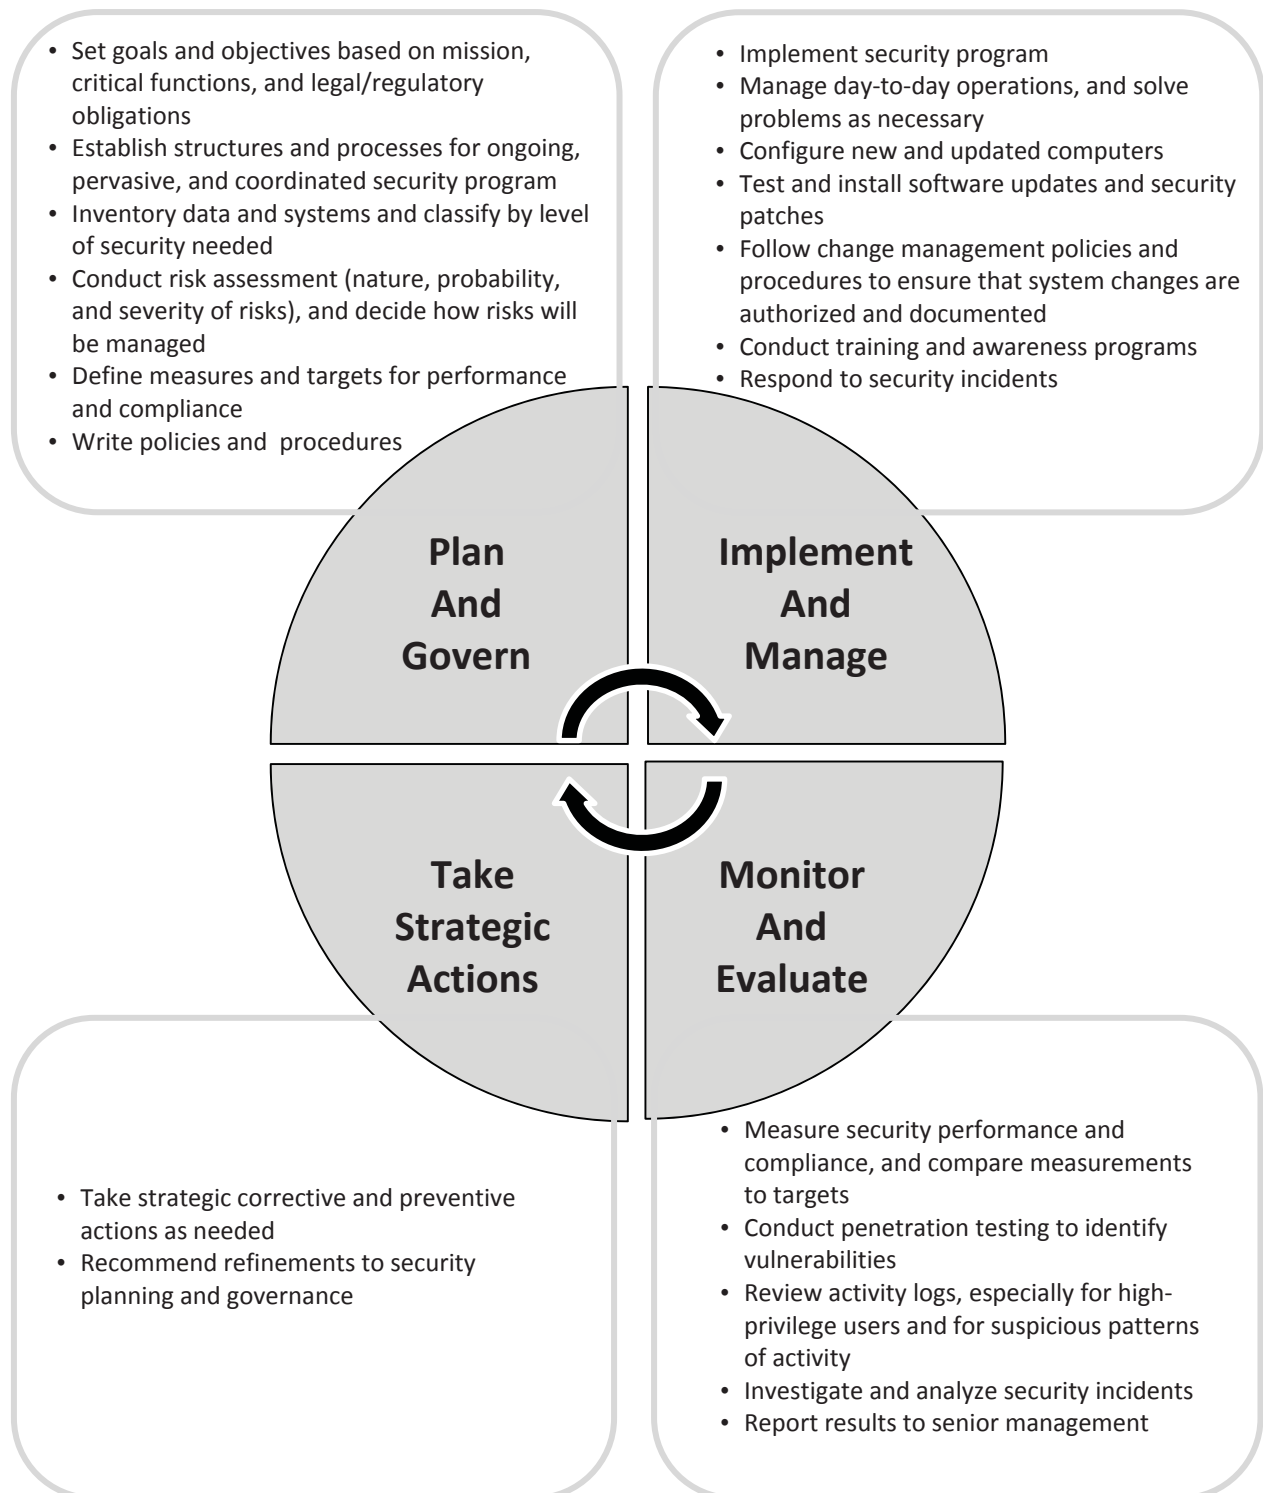 • Set goals and objectives based on mission,
critical functions, and legal/regulatory
obligations
• Establish structures and processes for ongoing,
pervasive, and coordinated security program
• Inventory data and systems and classify by level
of security needed
• Conduct risk assessment (nature, probability,
and severity of risks), and decide how risks will
be managed
• Define measures and targets for performance
and compliance
• Write policies and procedures
• Implement security program
• Manage day-to-day operations, and solve
problems as necessary
• Configure new and updated computers
• Test and install software updates and security
patches
• Follow change management policies and
procedures to ensure that system changes are
authorized and documented
• Conduct training and awareness programs
• Respond to security incidents
Plan
And
Govern
Implement
And
Manage
Take
Strategic
Actions
Monitor
And
Evaluate
• Take strategic corrective and preventive
actions as needed
• Recommend refinements to security
planning and governance
• Measure security performance and
compliance, and compare measurements
to targets
• Conduct penetration testing to identify
vulnerabilities
• Review activity logs, especially for high-
privilege users and for suspicious patterns
of activity
• Investigate and analyze security incidents
• Report results to senior management